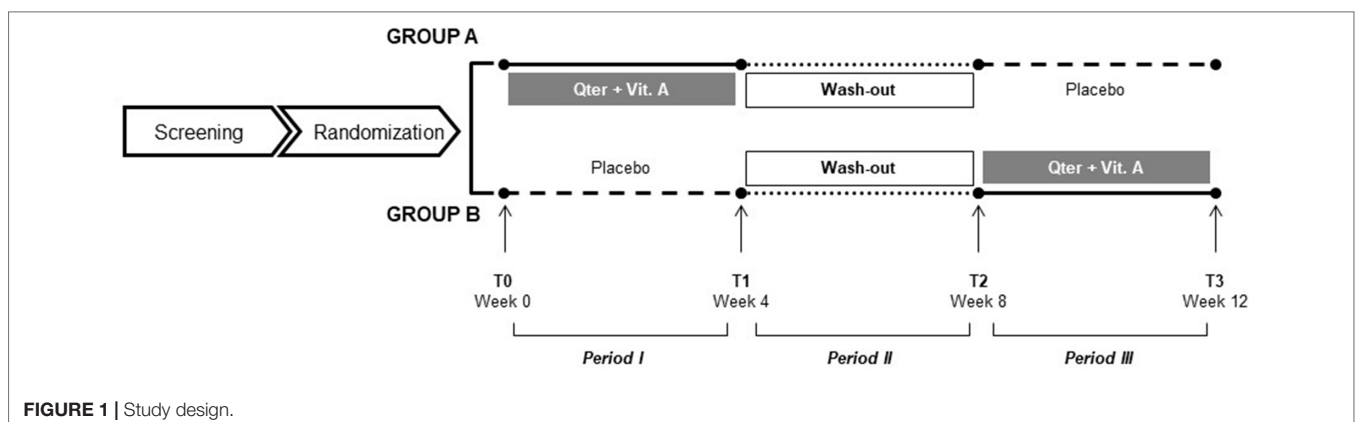 GROUP A
Qter + Vit. A
Wash-out
Placebo
Screening
Randomization
Placebo
Wash-out
Qter + Vit. A
GROUP B
T0
Week 0
T1
Week 4
T2
Week 8
T3
Week 12
Period I
Period II
Period III
FIGURE 1 | Study design.